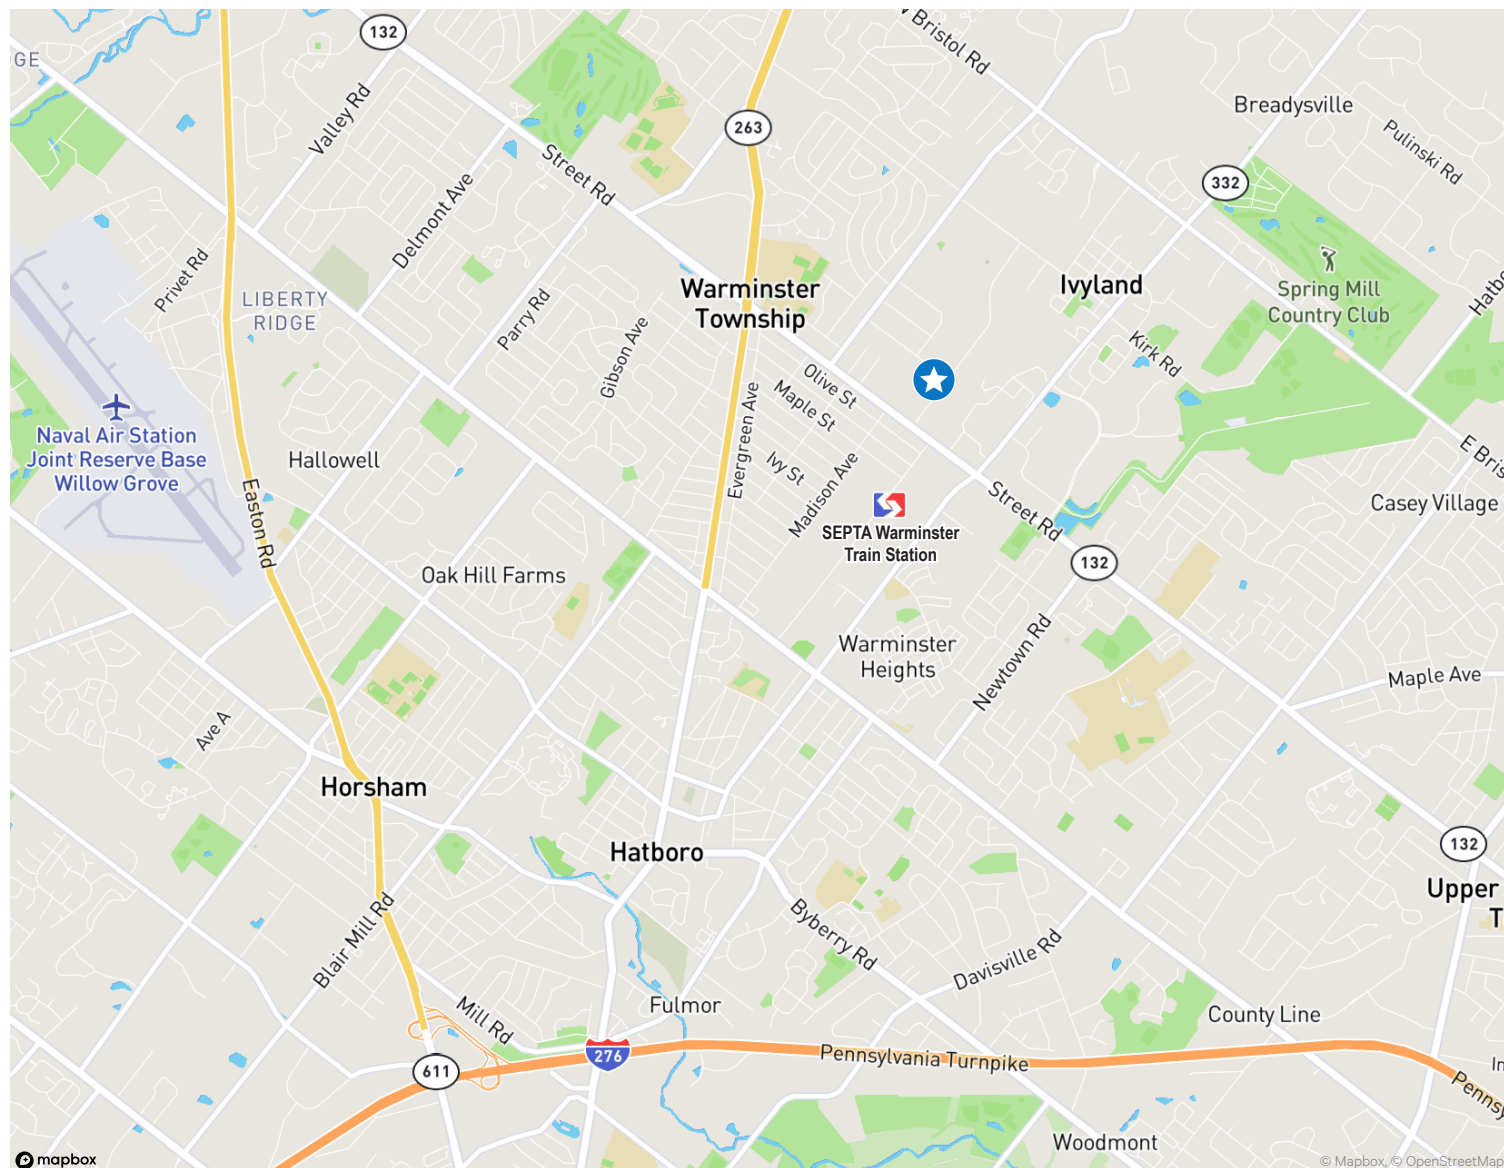 132
GE
N Bristol Rd
Breadysville
Valley Rd
263
Pulinski Rd
Street Rd
332
Delmont Ave
Privet Rd
LIBERTY
RIDGE
Parry Rd
Gibson Ave
Warminster
Township
Ivyland
Spring Mill
Country Club
Hatbo
Kirk Rd
Olive St
Maple St
Evergreen Ave
Ivy St
Madison Ave
Naval Air Station
Joint Reserve Base
Willow Grove
Hallowell
Easton Rd
E Bris
Casey Village
Street Rd
SEPTA Warminster
Train Station
132
Oak Hill Farms
Warminster
Heights
Newtown Rd
Maple Ave
Ave A
Horsham
Hatboro
132
Upper
T
Blair Mill Rd
Byberry Rd
Davisville Rd
Mill Rd
Fulmor
County Line
276
Pennsylvania Turnpike
611
In
Pennsy
Woodmont
mapbox
© Mapbox, © OpenStreetMap